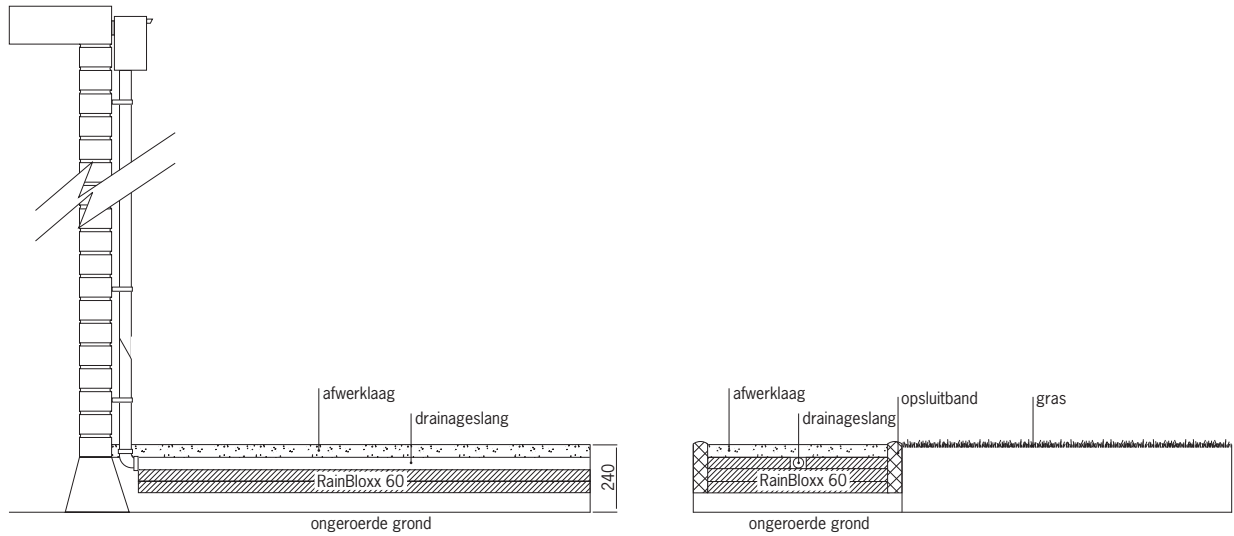 afwerklaag
drainageslang
RainBloxx 60
240
ongeroerde grond
afwerklaag
drainageslang
opsluitband
gras
RainBloxx 60
ongeroerde grond